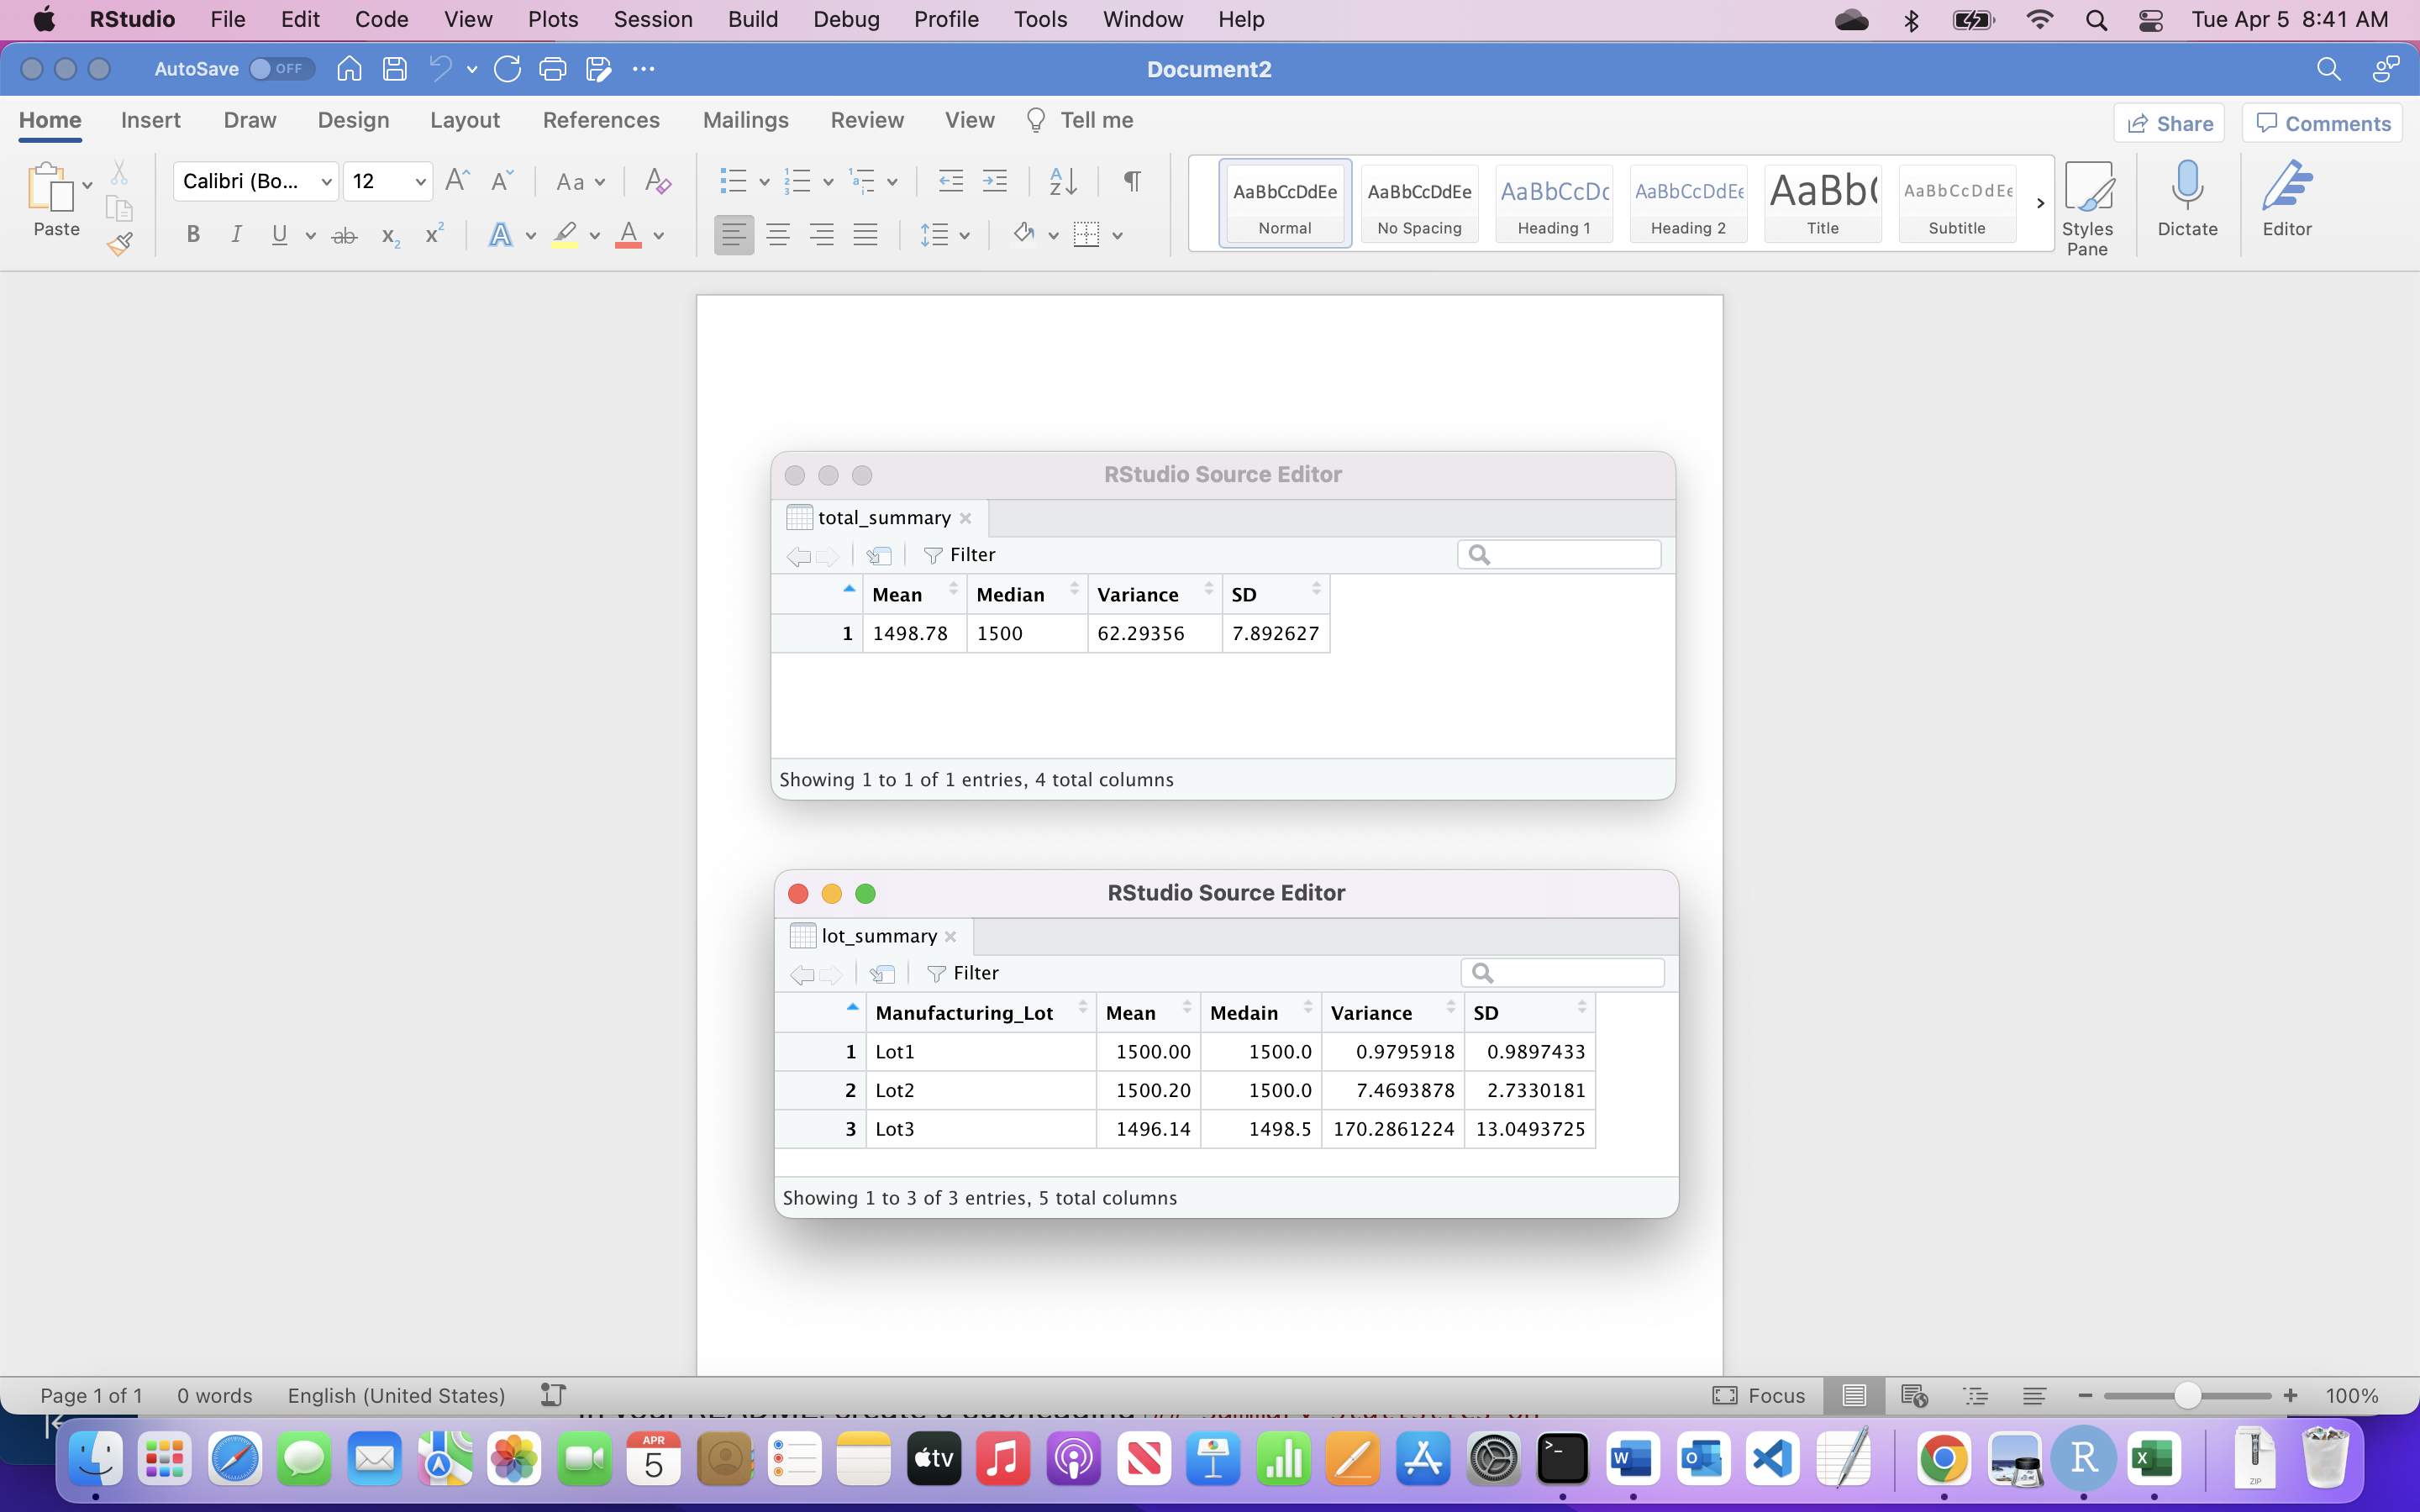 RStudio File Edit Code View Plots Session Build Debug Profile Tools Window Help Tue Apr 5 8:41 AM
AutoSave OFF Document2
Home Insert Draw Design Layout References Mailings Review View Tell me Share Comments
Paste Calibri (Bo... 12 Aa AaBbCcDdEe AaBbCcDdEe AaBbCcDc AaBbCcDdEe AaBb( AaBbCcDdEe
Normal No Spacing Heading 1 Heading 2 Title Subtitle Styles Pane Dictate Editor
RStudio Source Editor
total_summary
Filter
Mean Median Variance SD
1 1498.78 1500 62.29356 7.892627
Showing 1 to 1 of 1 entries, 4 total columns
RStudio Source Editor
lot_summary
Filter
Manufacturing_Lot Mean Medain Variance SD
1 Lot1 1500.00 1500.0 0.9795918 0.9897433
2 Lot2 1500.20 1500.0 7.4693878 2.7330181
3 Lot3 1496.14 1498.5 170.2861224 13.0493725
Showing 1 to 3 of 3 entries, 5 total columns
Page 1 of 1 0 words English (United States) Focus 100%
APR
5
tv
ZIP